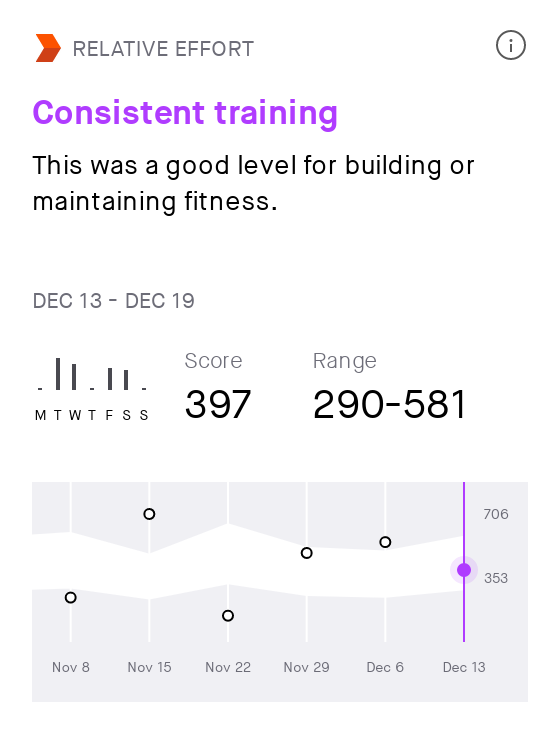 RELATIVE EFFORT
Consistent training
This was a good level for building or
maintaining fitness.
DEC 13 - DEC 19
Score Range
397 290-581
M T W T F S S
706
353
Nov 8 Nov 15 Nov 22 Nov 29 Dec 6 Dec 13